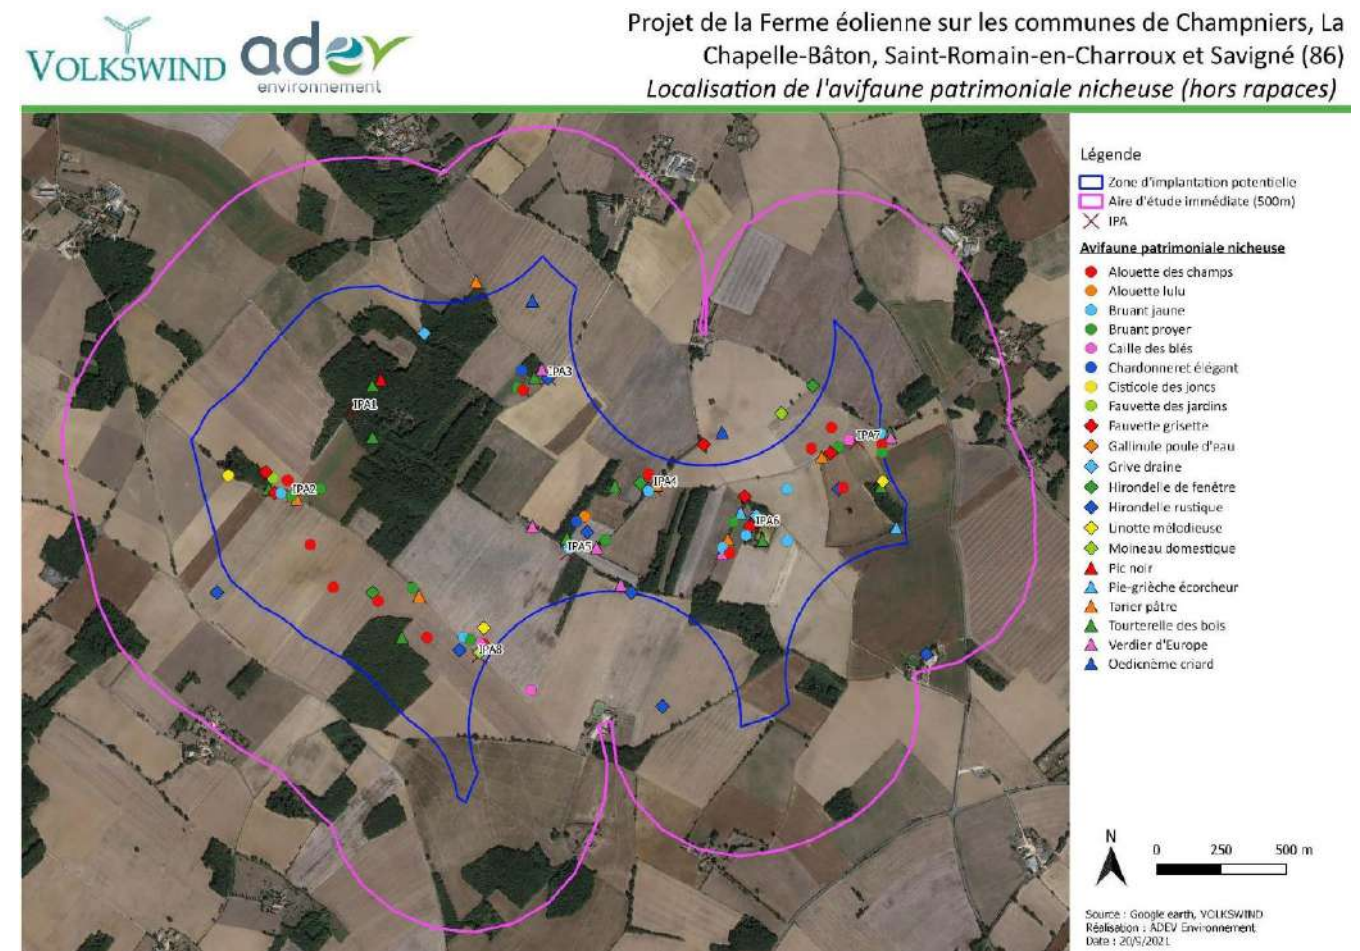 Projet de la Ferme éolienne sur les communes de Champniers, La
Chapelle-Bâton, Saint-Romain-en-Charroux et Savigné (86)
Localisation de l'avifaune patrimoniale nicheuse (hors rapaces)
VOLKSWIND
adev
environnement
Légende
Zone d'implantation potentielle
Aire d'étude immédiate (500m)
IPA
Avifaune patrimoniale nicheuse
Alouette des champs
Alouette lulu
Bruant jaune
Bruant proyer
Caille des blés
Chardonneret élégant
Cisticole des joncs
Fauvette des jardins
Fauvette grisette
Gallinule poule d'eau
Grive draine
Hirondelle de fenêtre
Hirondelle rustique
Linotte mélodieuse
Moineau domestique
Pic noir
Pie-grièche écorcheur
Tarier pâtre
Tourterelle des bois
Verdier d'Europe
Oedicnème criard
IPA3
IPA1
IPA7
IPA4
IPA2
IPA6
IPA5
IPA8
N
0 250 500 m
Source : Google earth, VOLKSWIND
Réalisation : ADEV Environnement
Date : 20/9/2021